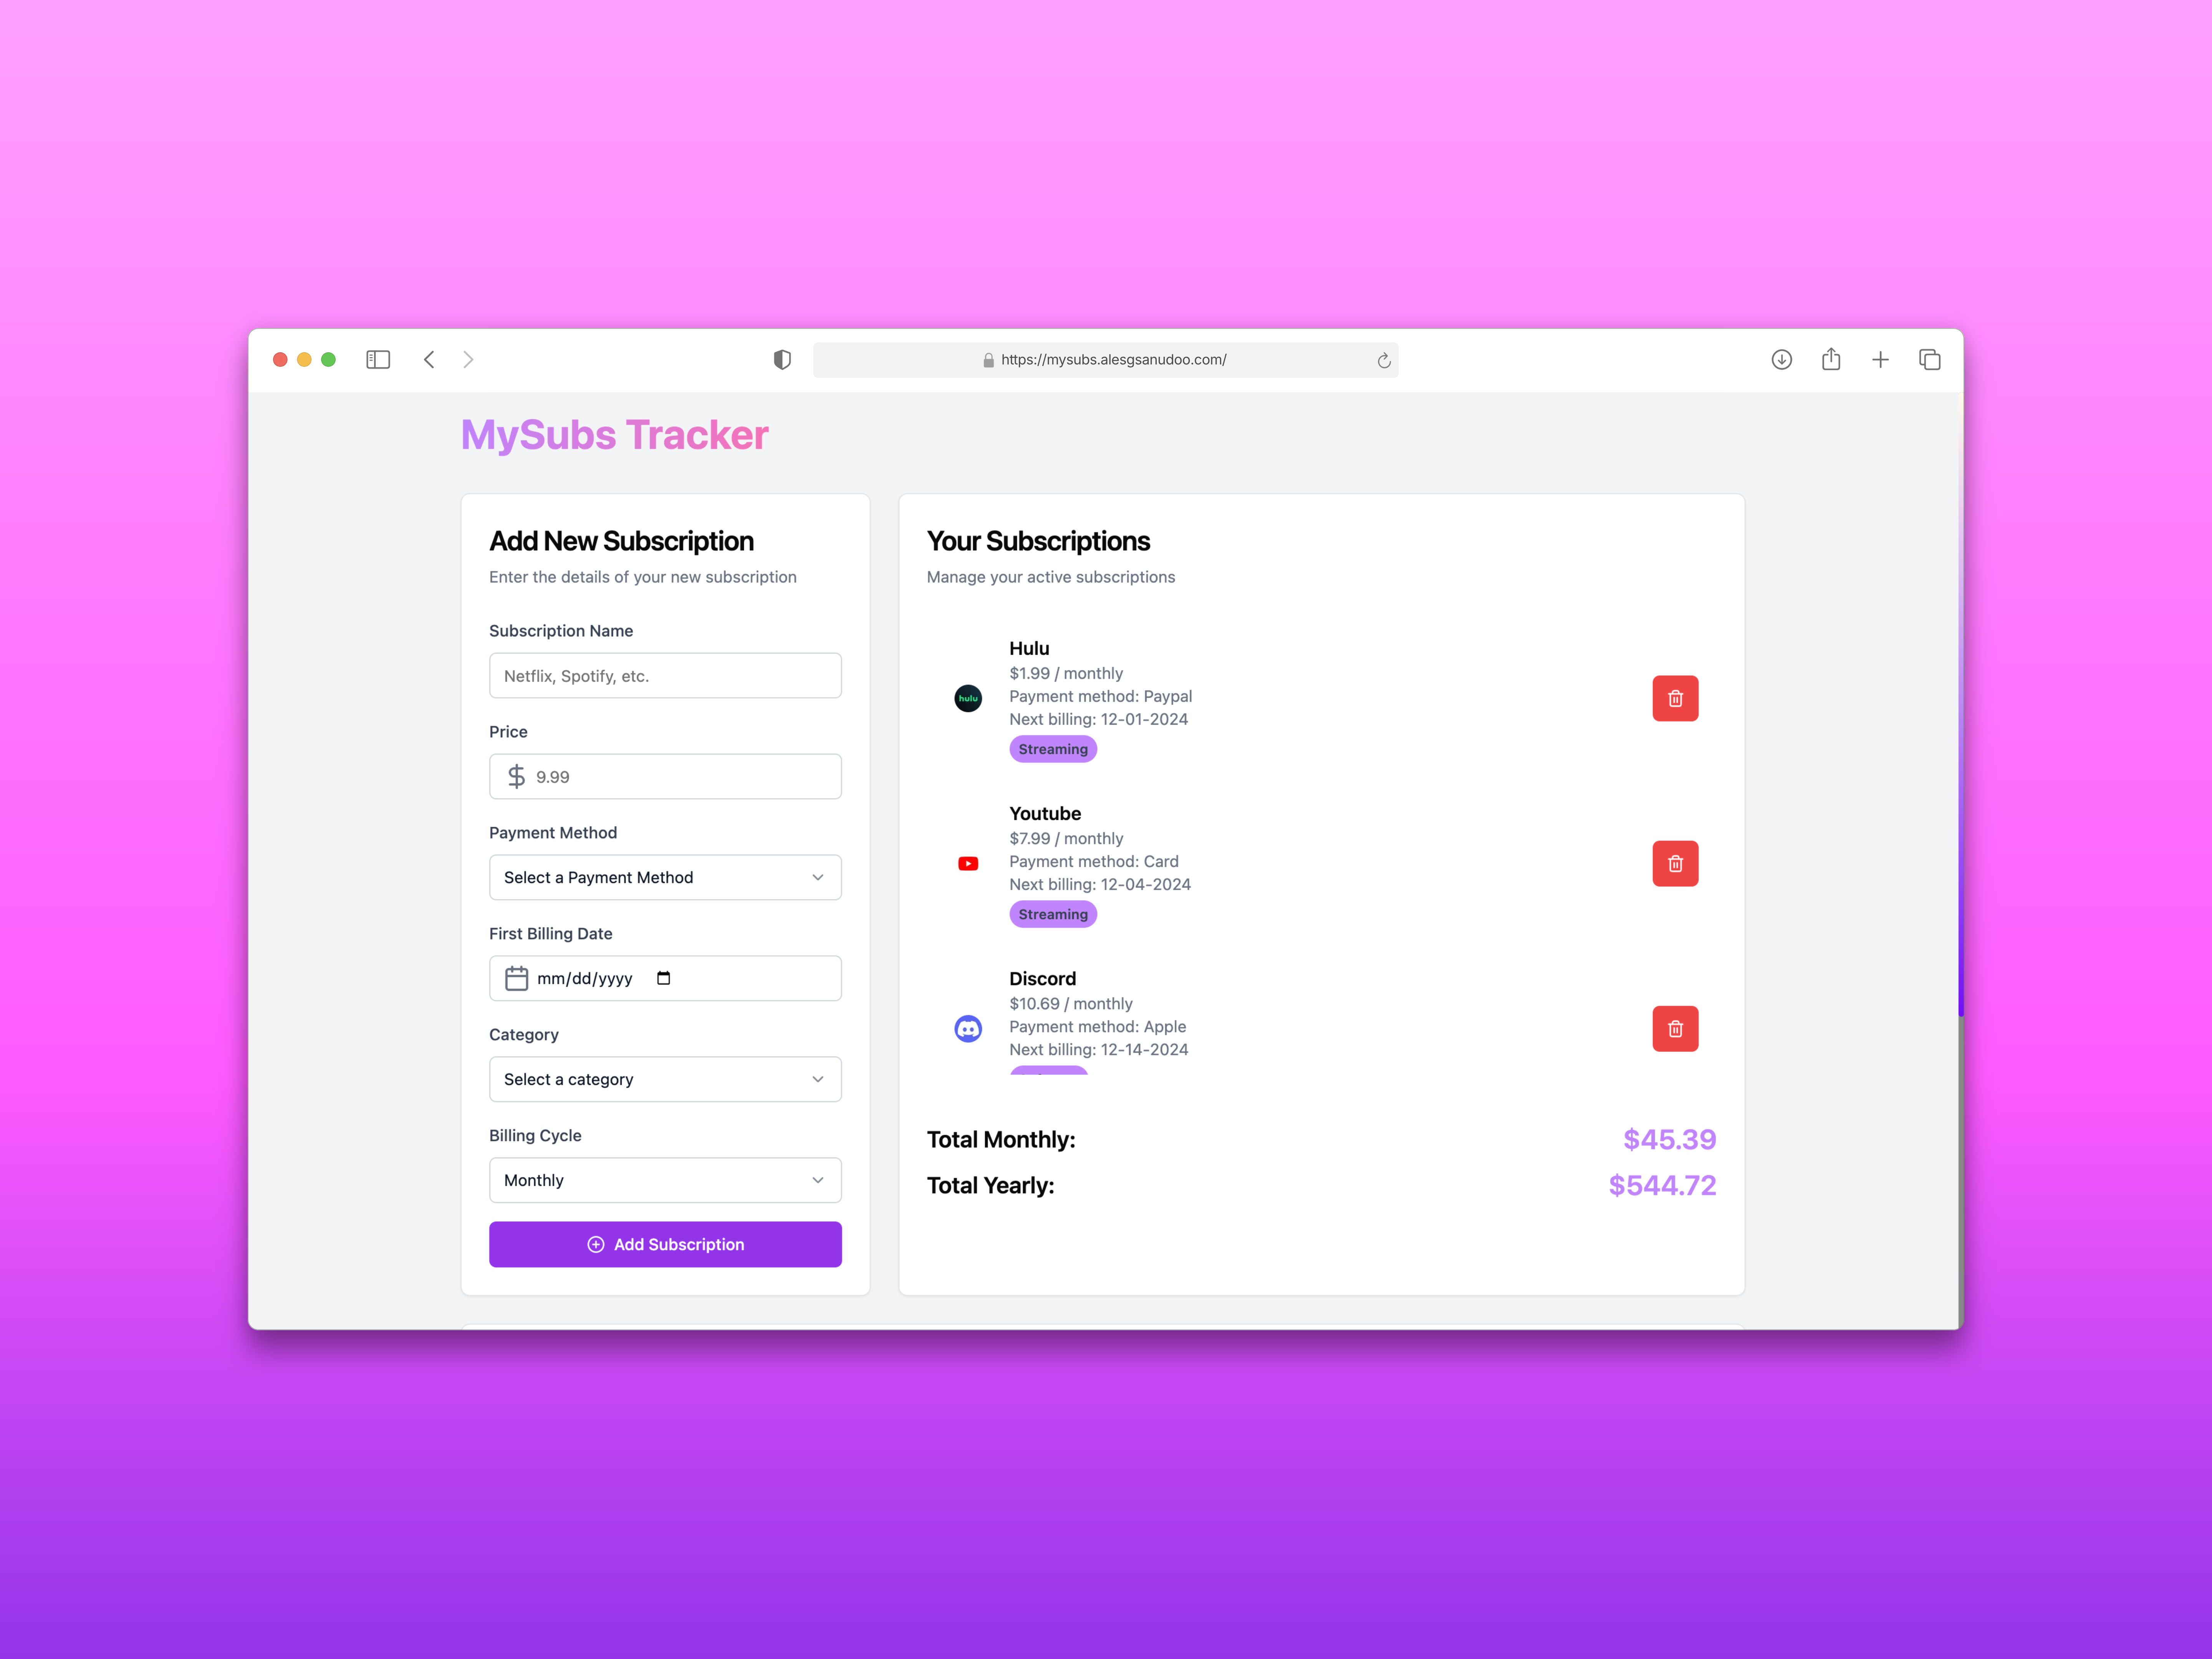 https://mysubs.alesgsanudoo.com/
MySubs Tracker
Add New Subscription
Enter the details of your new subscription
Subscription Name
Netflix, Spotify, etc.
Price
$ 9.99
Payment Method
Select a Payment Method
First Billing Date
mm/dd/yyyy
Category
Select a category
Billing Cycle
Monthly
Add Subscription
Your Subscriptions
Manage your active subscriptions
hulu
Hulu
$1.99 / monthly
Payment method: Paypal
Next billing: 12-01-2024
Streaming
Youtube
$7.99 / monthly
Payment method: Card
Next billing: 12-04-2024
Streaming
Discord
$10.69 / monthly
Payment method: Apple
Next billing: 12-14-2024
Total Monthly:
$45.39
Total Yearly:
$544.72